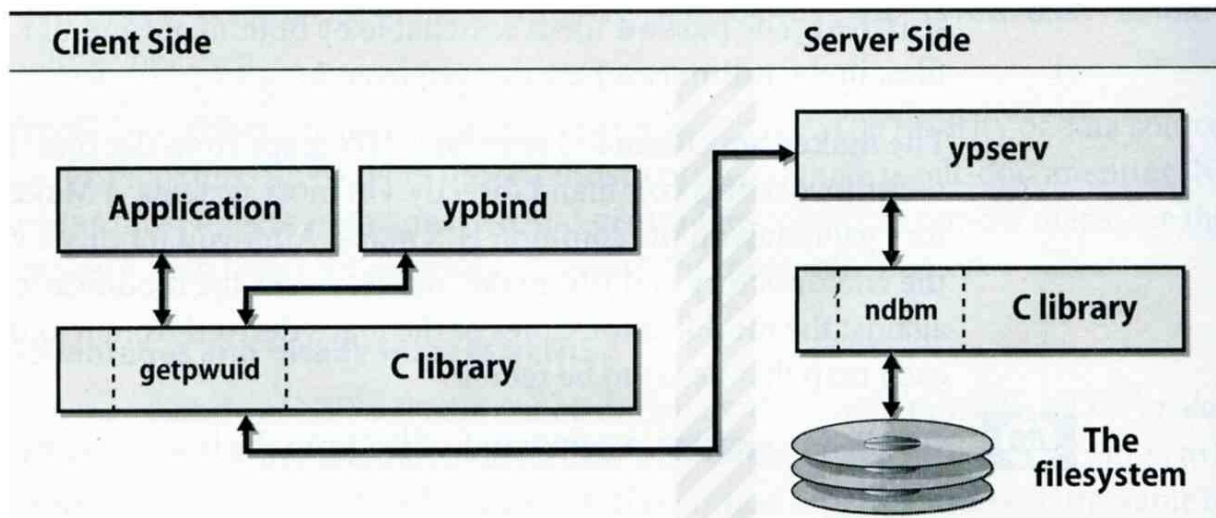 Client Side
Server Side
Application
ypbind
getpwuid
C library
ypserv
ndbm
C library
The
filesystem